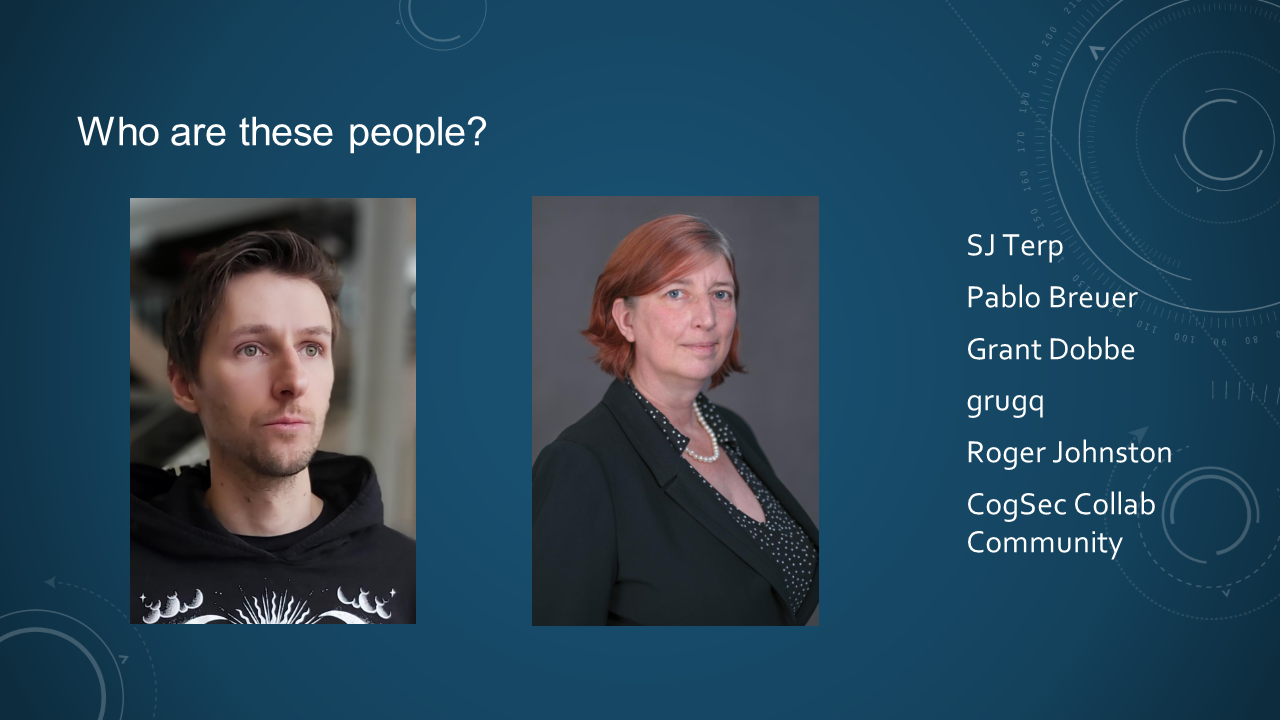 Who are these people?
SJ Terp
Pablo Breuer
Grant Dobbe
grugq
Roger Johnston
CogSec Collab
Community